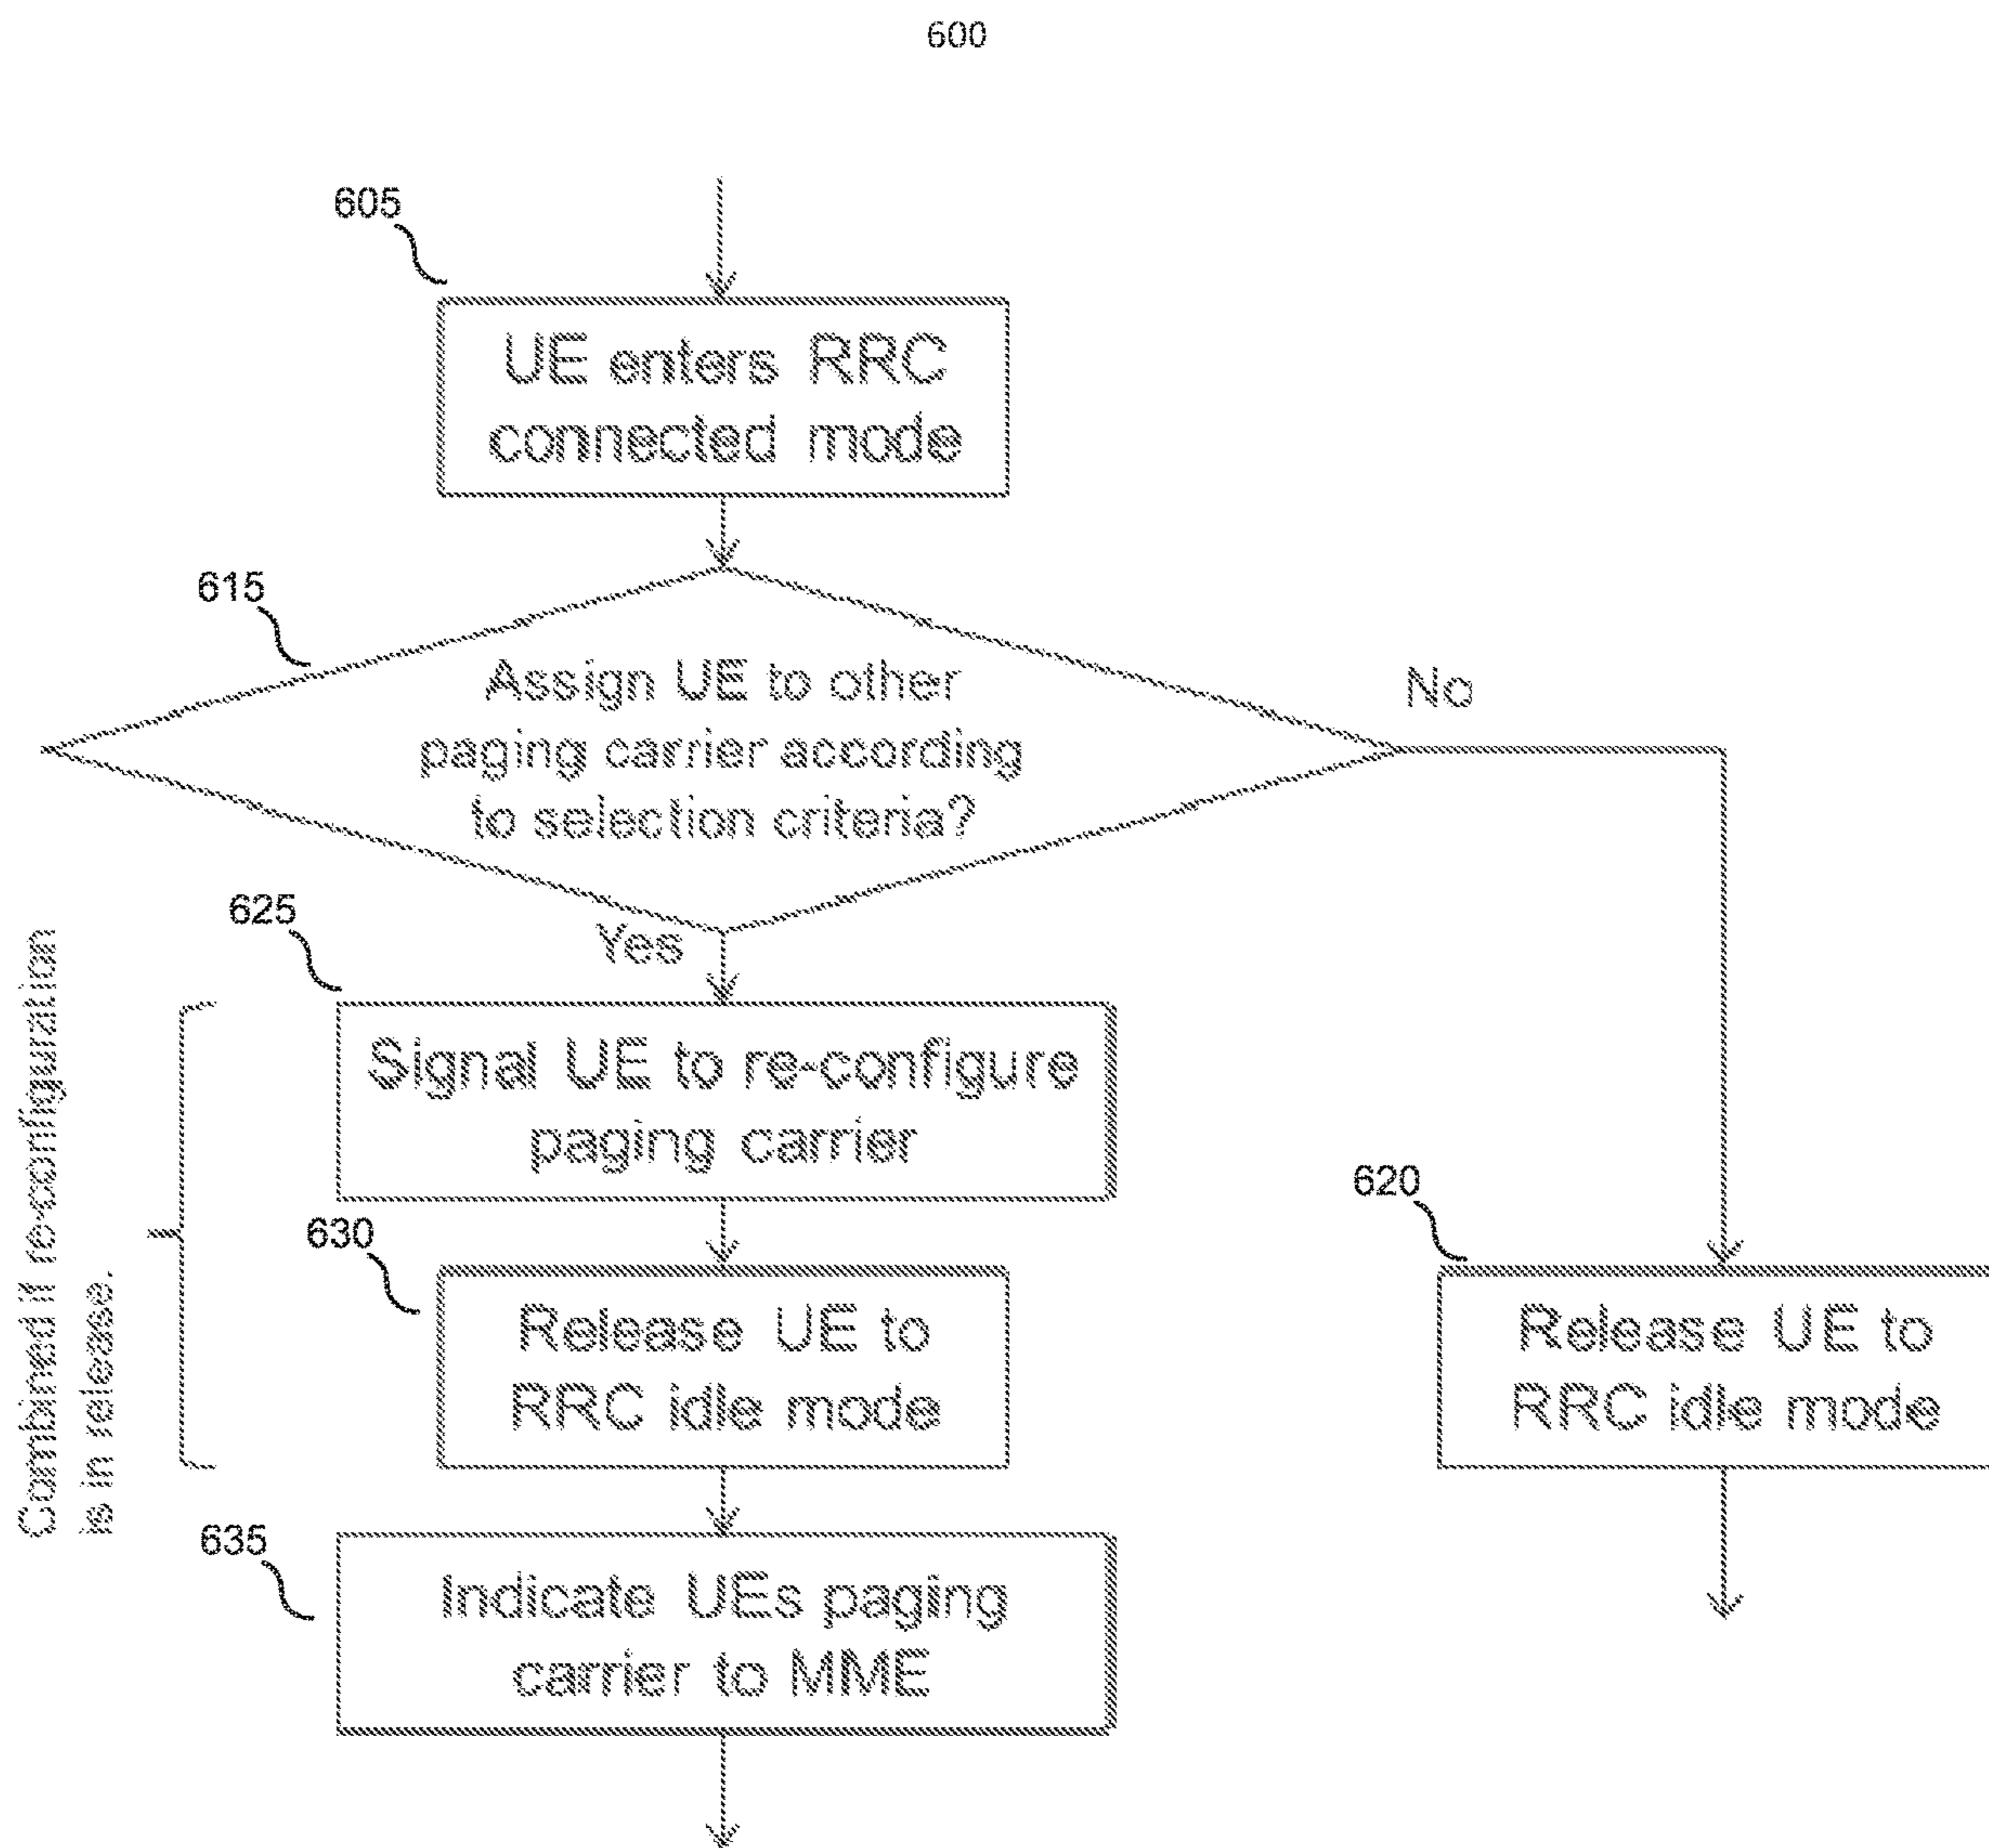 600
605
UE enters RRC
connected mode
615
Assign UE to other
paging carrier according
to selection criteria?
No
Yes
625
Signal UE to re-configure
paging carrier
Combined if re-configuration
is in release.
630
Release UE to
RRC idle mode
620
Release UE to
RRC idle mode
635
Indicate UEs paging
carrier to MME